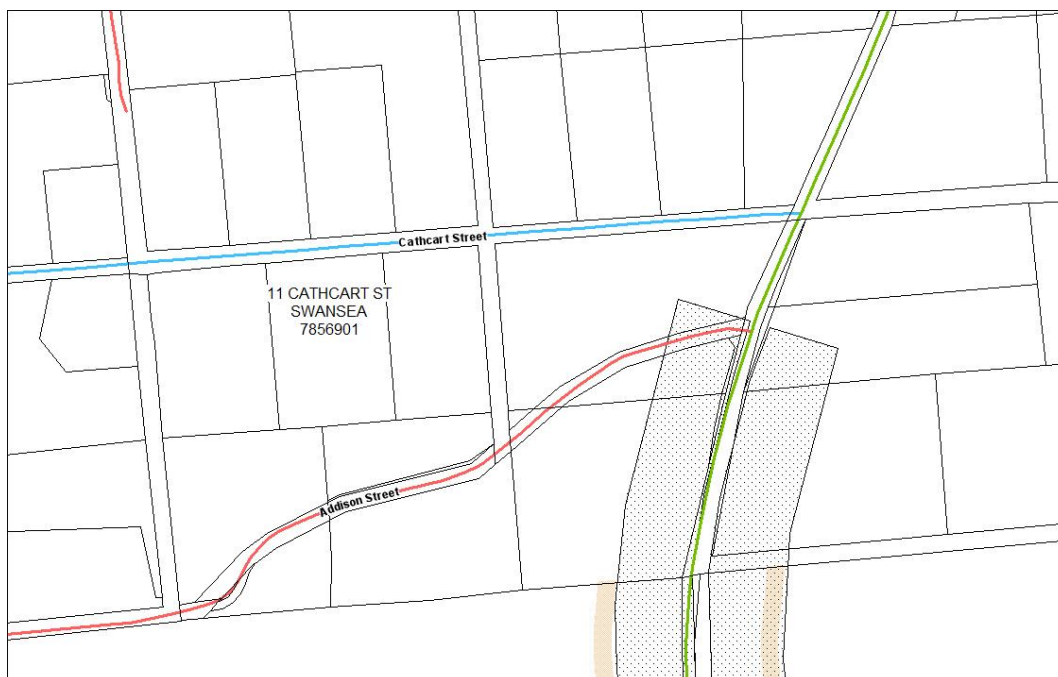 Cathcart Street
11 CATHCART ST
SWANSEA
7856901
Addison Street